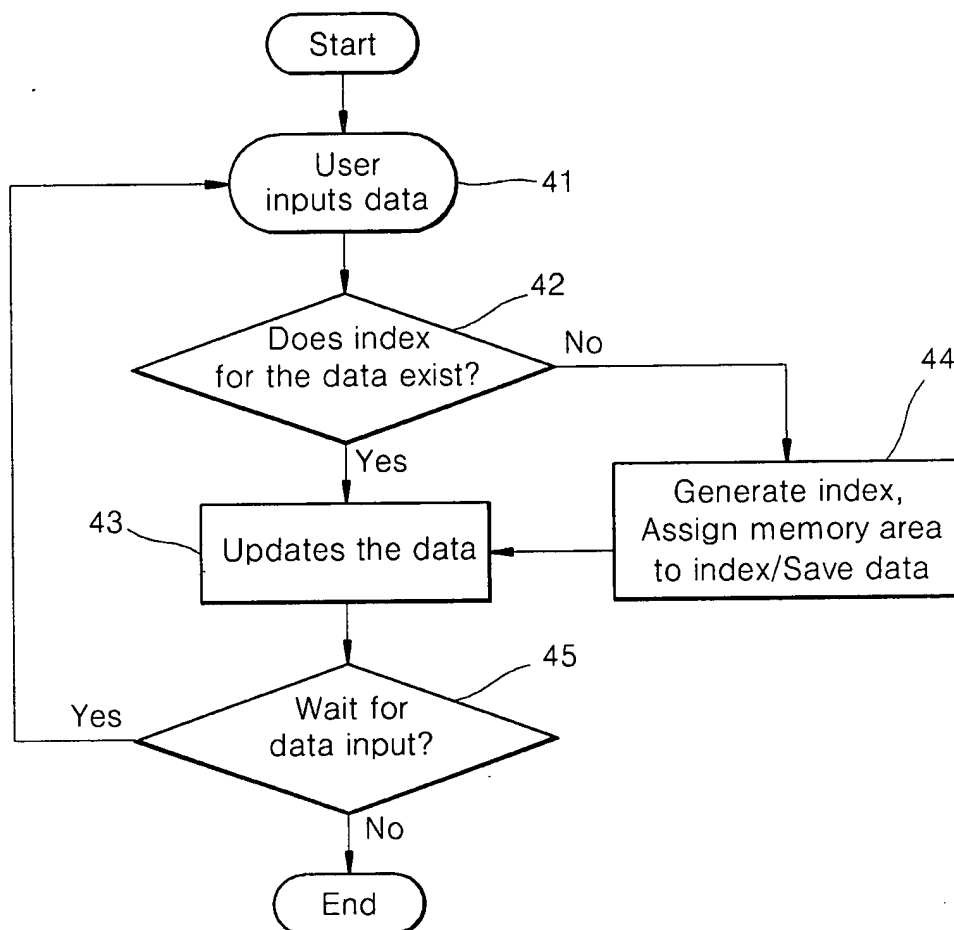 Start
User
inputs data
41
42
Does index
for the data exist?
No
Yes
44
Generate index,
Assign memory area
to index/Save data
43
Updates the data
45
Wait for
data input?
Yes
No
End